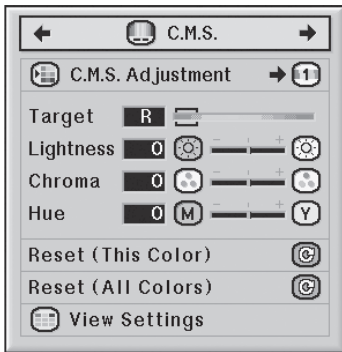 C.M.S.
C.M.S. Adjustment 1
Target R
Lightness 0 - +
Chroma 0 - +
Hue 0 M - + Y
Reset (This Color)
Reset (All Colors)
View Settings